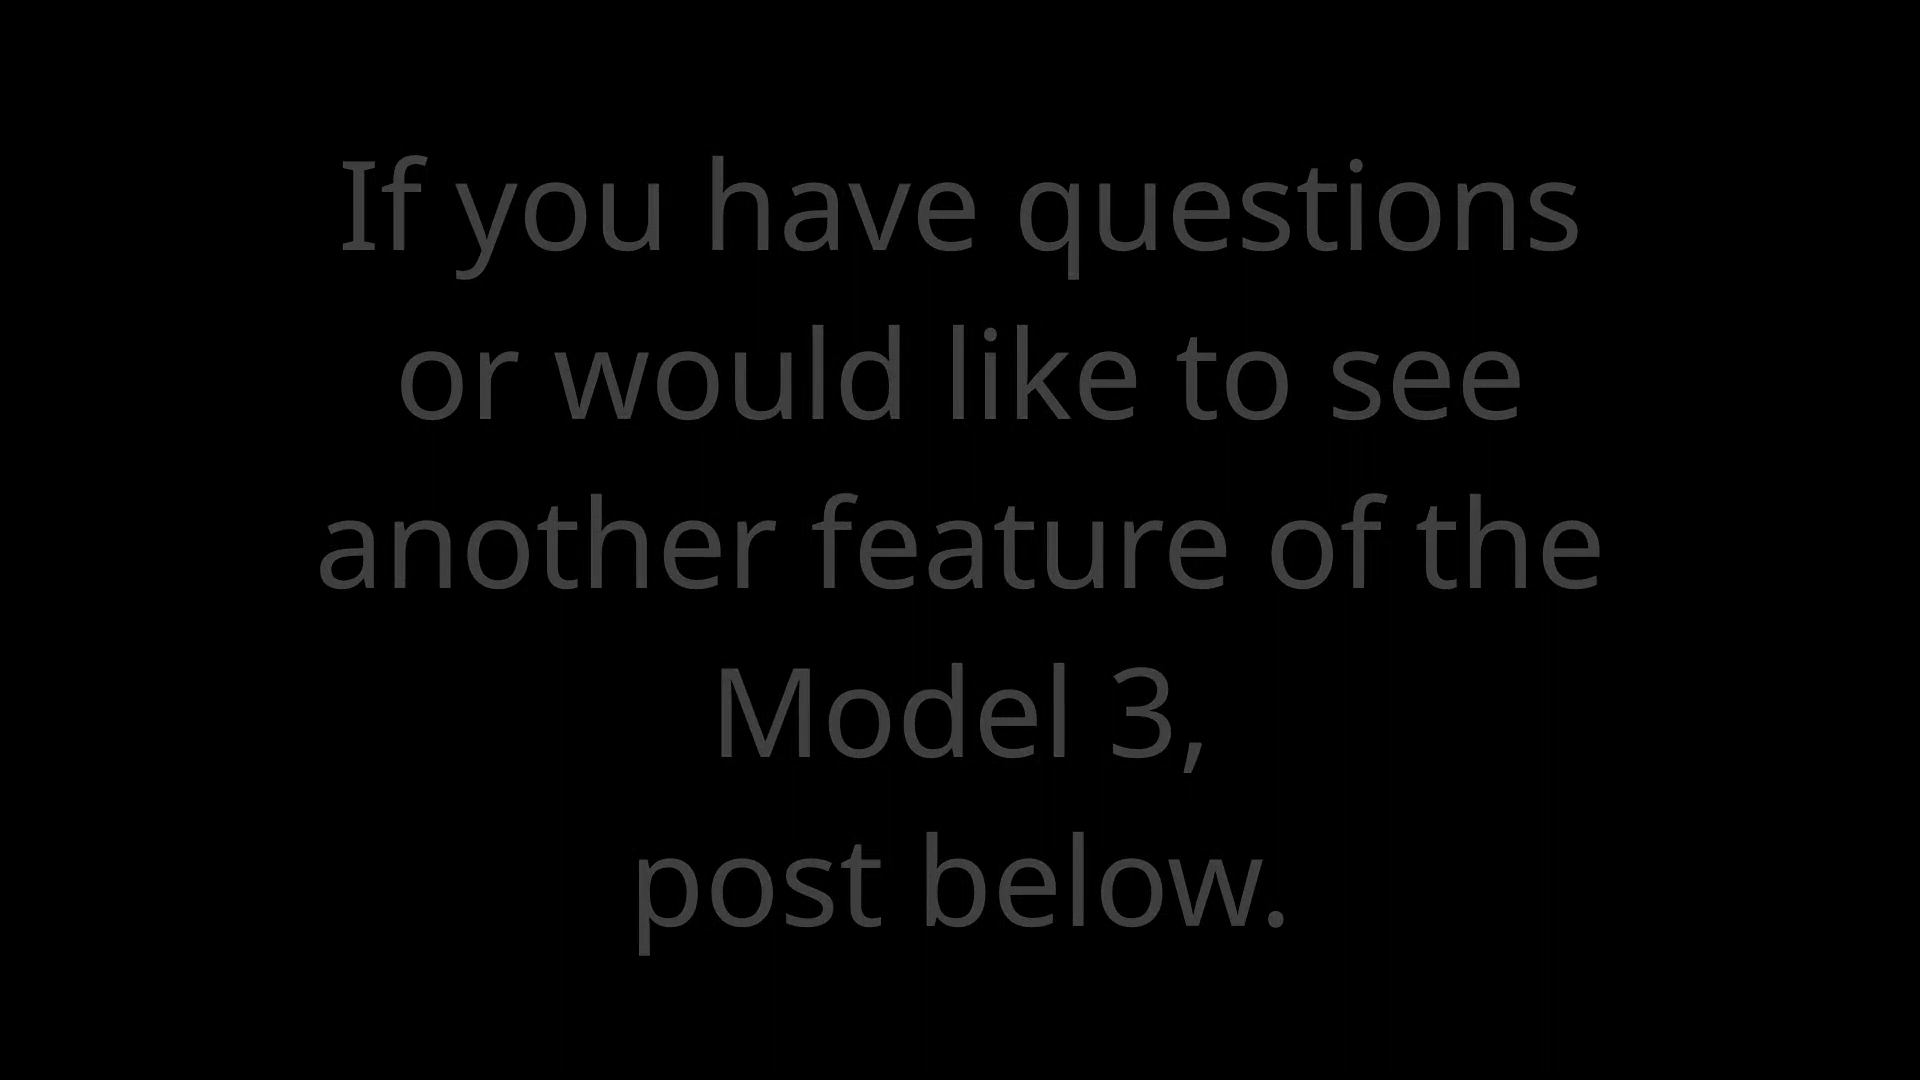 If you have questions
or would like to see
another feature of the
Model 3,
post below.